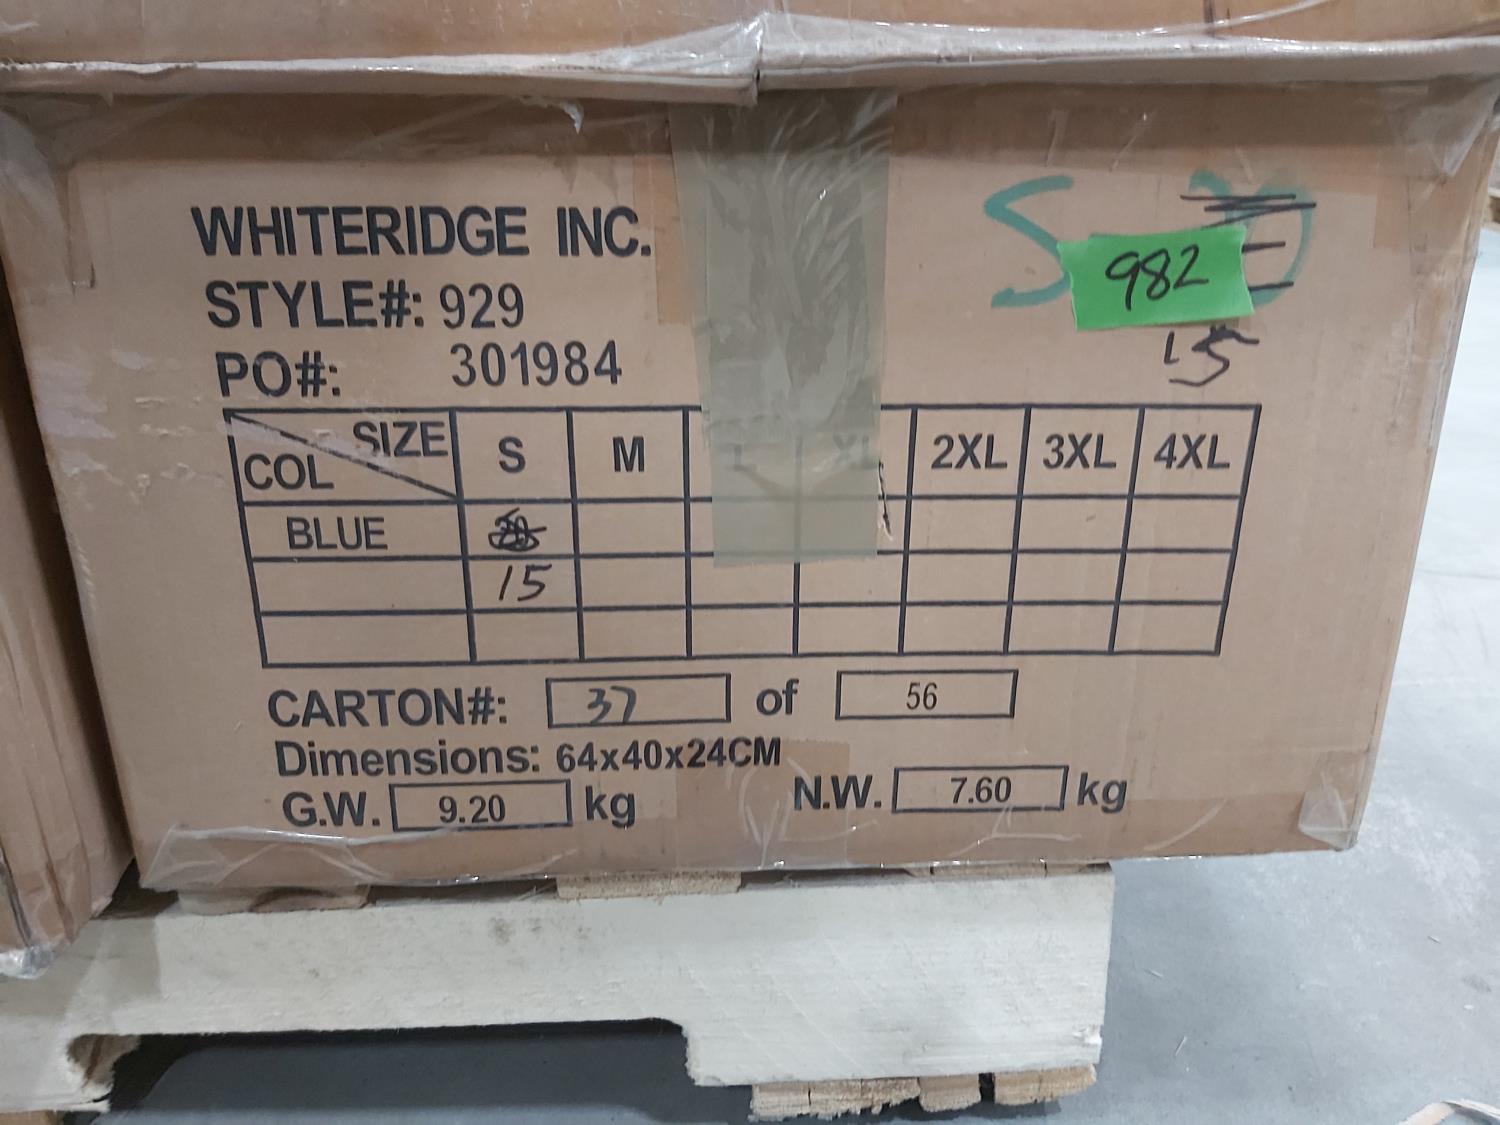 WHITERIDGE INC.
STYLE#: 929
PO#: 301984
S
982
15
SIZE
COL
S M L XL 2XL 3XL 4XL
BLUE
15
CARTON#: 37 of 56
Dimensions: 64x40x24CM
G.W. 9.20 kg N.W. 7.60 kg